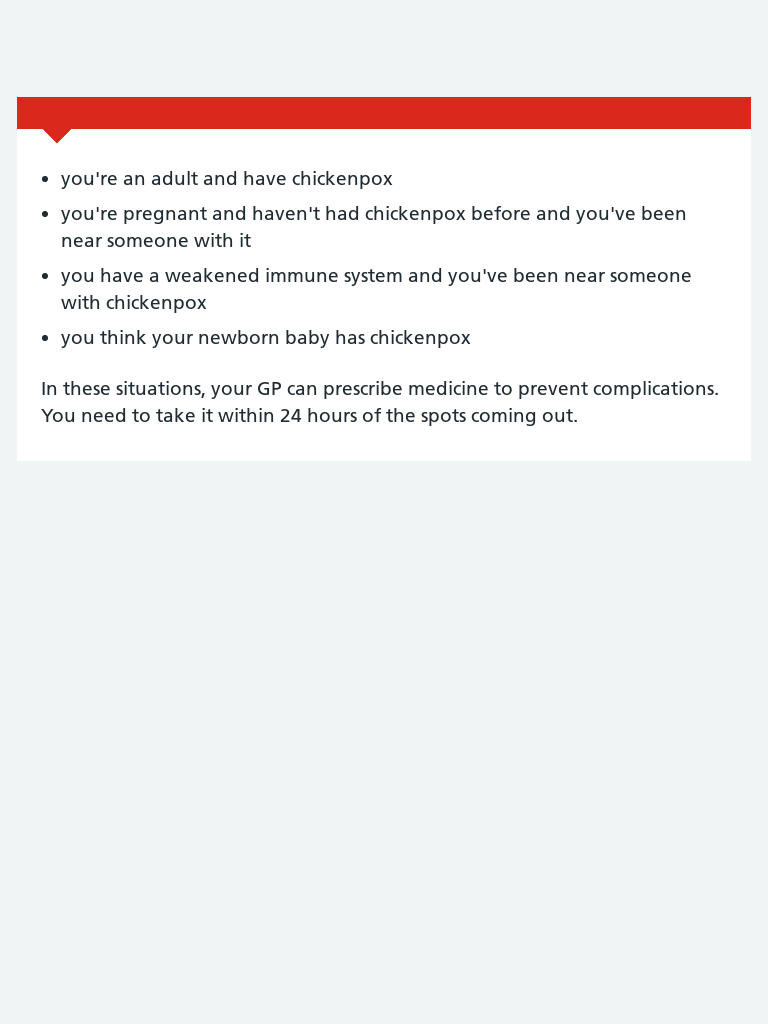 • you're an adult and have chickenpox
• you're pregnant and haven't had chickenpox before and you've been
near someone with it
• you have a weakened immune system and you've been near someone
with chickenpox
• you think your newborn baby has chickenpox
In these situations, your GP can prescribe medicine to prevent complications.
You need to take it within 24 hours of the spots coming out.